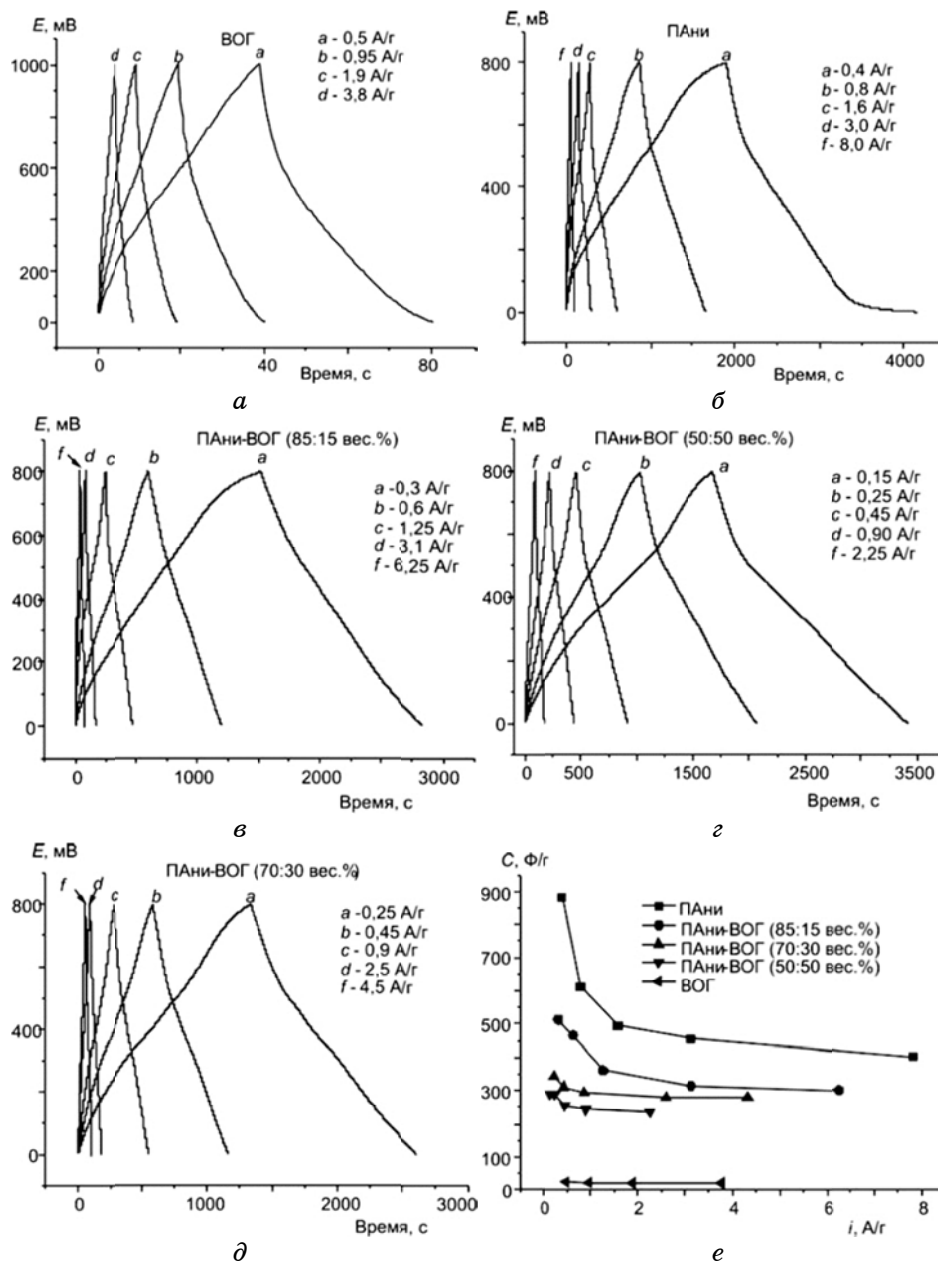 E, мВ
ВОГ
d c b a
a - 0,5 А/г
b - 0,95 А/г
c - 1,9 А/г
d - 3,8 А/г
1000
600
200
0
0 40 80
Время, с
а
E, мВ
ПАни
f d c b a
a - 0,4 А/г
b - 0,8 А/г
c - 1,6 А/г
d - 3,0 А/г
f - 8,0 А/г
800
400
0
0 2000 4000
Время, с
б
E, мВ
ПАни-ВОГ (85:15 вес.%)
f d c b a
a - 0,3 А/г
b - 0,6 А/г
c - 1,25 А/г
d - 3,1 А/г
f - 6,25 А/г
800
600
400
200
0
0 1000 2000 3000
Время, с
в
E, мВ
ПАни-ВОГ (50:50 вес.%)
f d c b a
a - 0,15 А/г
b - 0,25 А/г
c - 0,45 А/г
d - 0,90 А/г
f - 2,25 А/г
800
400
0
0 500 1500 2500 3500
Время, с
г
E, мВ
ПАни-ВОГ (70:30 вес.%)
f d c b a
a - 0,25 А/г
b - 0,45 А/г
c - 0,9 А/г
d - 2,5 А/г
f - 4,5 А/г
800
400
0
0 1000 2000
Время, с
д
C, Ф/г
ПАни
ПАни-ВОГ (85:15 вес.%)
ПАни-ВОГ (70:30 вес.%)
ПАни-ВОГ (50:50 вес.%)
ВОГ
900
700
500
300
100
0
0 2 4 6 8
i, А/г
е